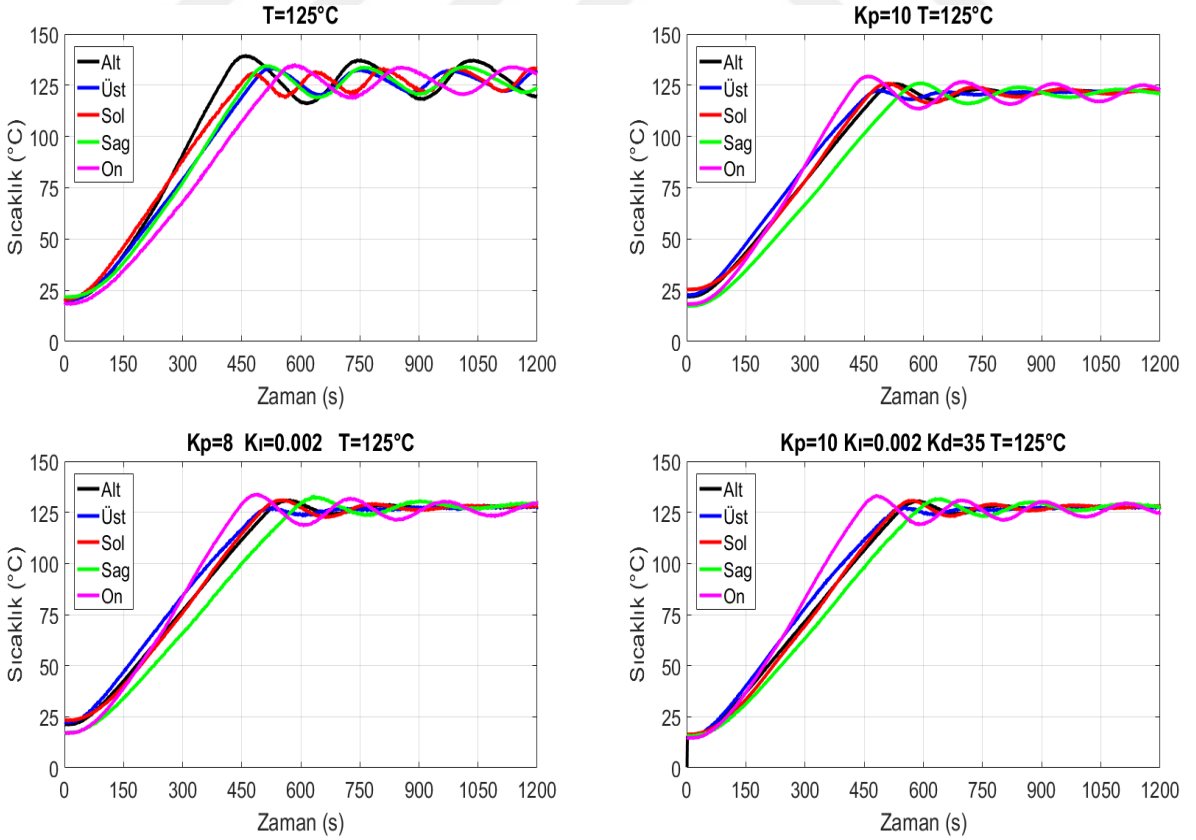 T=125°C
Sıcaklık (°C)
150
125
100
75
50
25
0
Alt
Üst
Sol
Sag
On
0 150 300 450 600 750 900 1050 1200
Zaman (s)
Kp=10 T=125°C
Sıcaklık (°C)
150
125
100
75
50
25
0
Alt
Üst
Sol
Sag
On
0 150 300 450 600 750 900 1050 1200
Zaman (s)
Kp=8 Kı=0.002 T=125°C
Sıcaklık (°C)
150
125
100
75
50
25
0
Alt
Üst
Sol
Sag
On
0 150 300 450 600 750 900 1050 1200
Zaman (s)
Kp=10 Kı=0.002 Kd=35 T=125°C
Sıcaklık (°C)
150
125
100
75
50
25
0
Alt
Üst
Sol
Sag
On
0 150 300 450 600 750 900 1050 1200
Zaman (s)